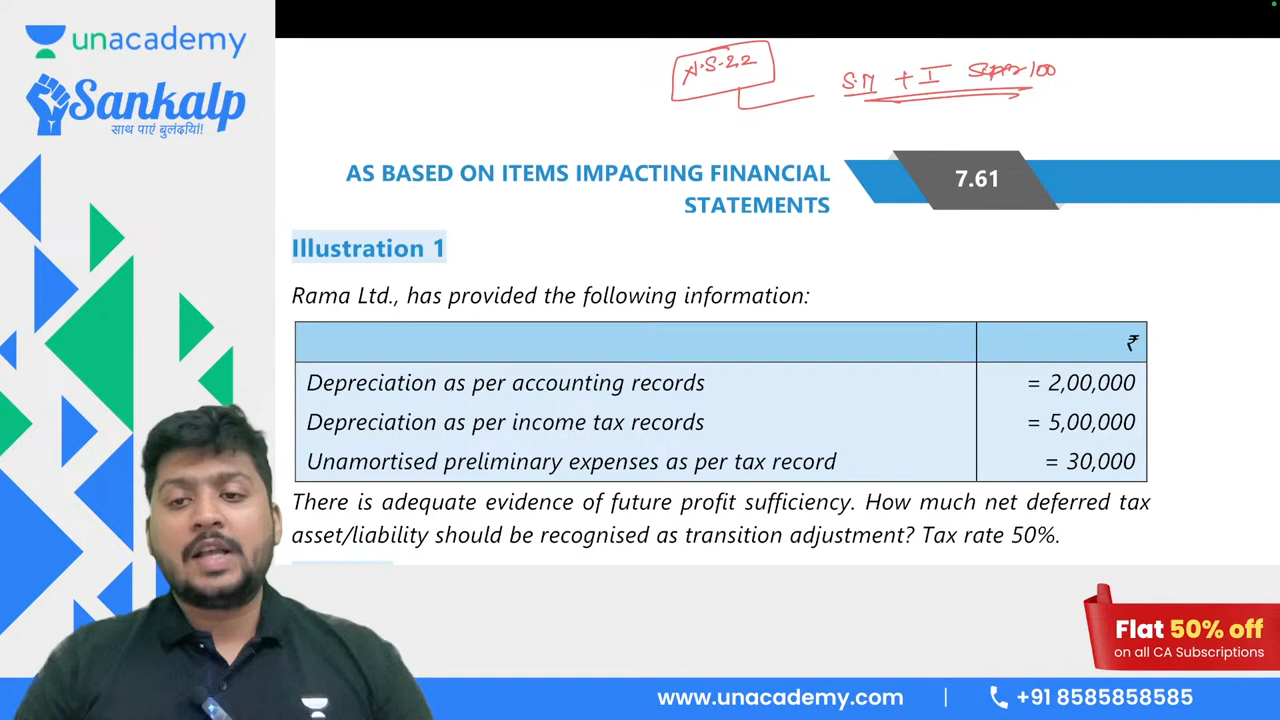 unacademy
Sankalp
साथ पाएं बुलंदियां!
A.S-22
S.M + I Super 100
AS BASED ON ITEMS IMPACTING FINANCIAL
STATEMENTS
7.61
Illustration 1
Rama Ltd., has provided the following information:
₹
Depreciation as per accounting records = 2,00,000
Depreciation as per income tax records = 5,00,000
Unamortised preliminary expenses as per tax record = 30,000
There is adequate evidence of future profit sufficiency. How much net deferred tax
asset/liability should be recognised as transition adjustment? Tax rate 50%.
Flat 50% off
on all CA Subscriptions
www.unacademy.com | +91 8585858585